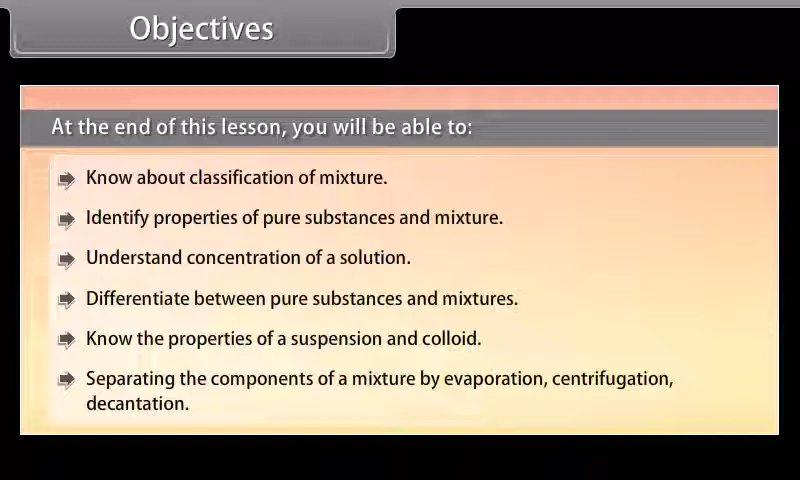 Objectives
At the end of this lesson, you will be able to:
Know about classification of mixture.
Identify properties of pure substances and mixture.
Understand concentration of a solution.
Differentiate between pure substances and mixtures.
Know the properties of a suspension and colloid.
Separating the components of a mixture by evaporation, centrifugation,
decantation.